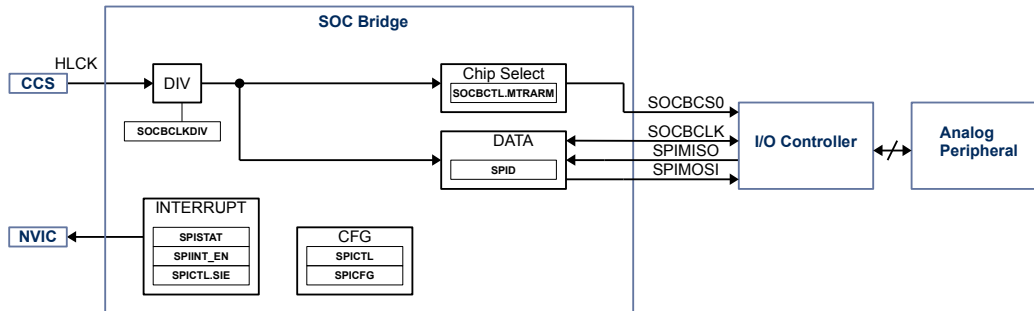 SOC Bridge
HLCK
CCS
DIV
SOCBCLKDIV
Chip Select
SOCBCTL.MTRARM
DATA
SPID
SOCBCS0
SOCBCLK
SPIMISO
SPIMOSI
I/O Controller
Analog
Peripheral
INTERRUPT
SPISTAT
SPIINT_EN
SPICTL.SIE
NVIC
CFG
SPICTL
SPICFG